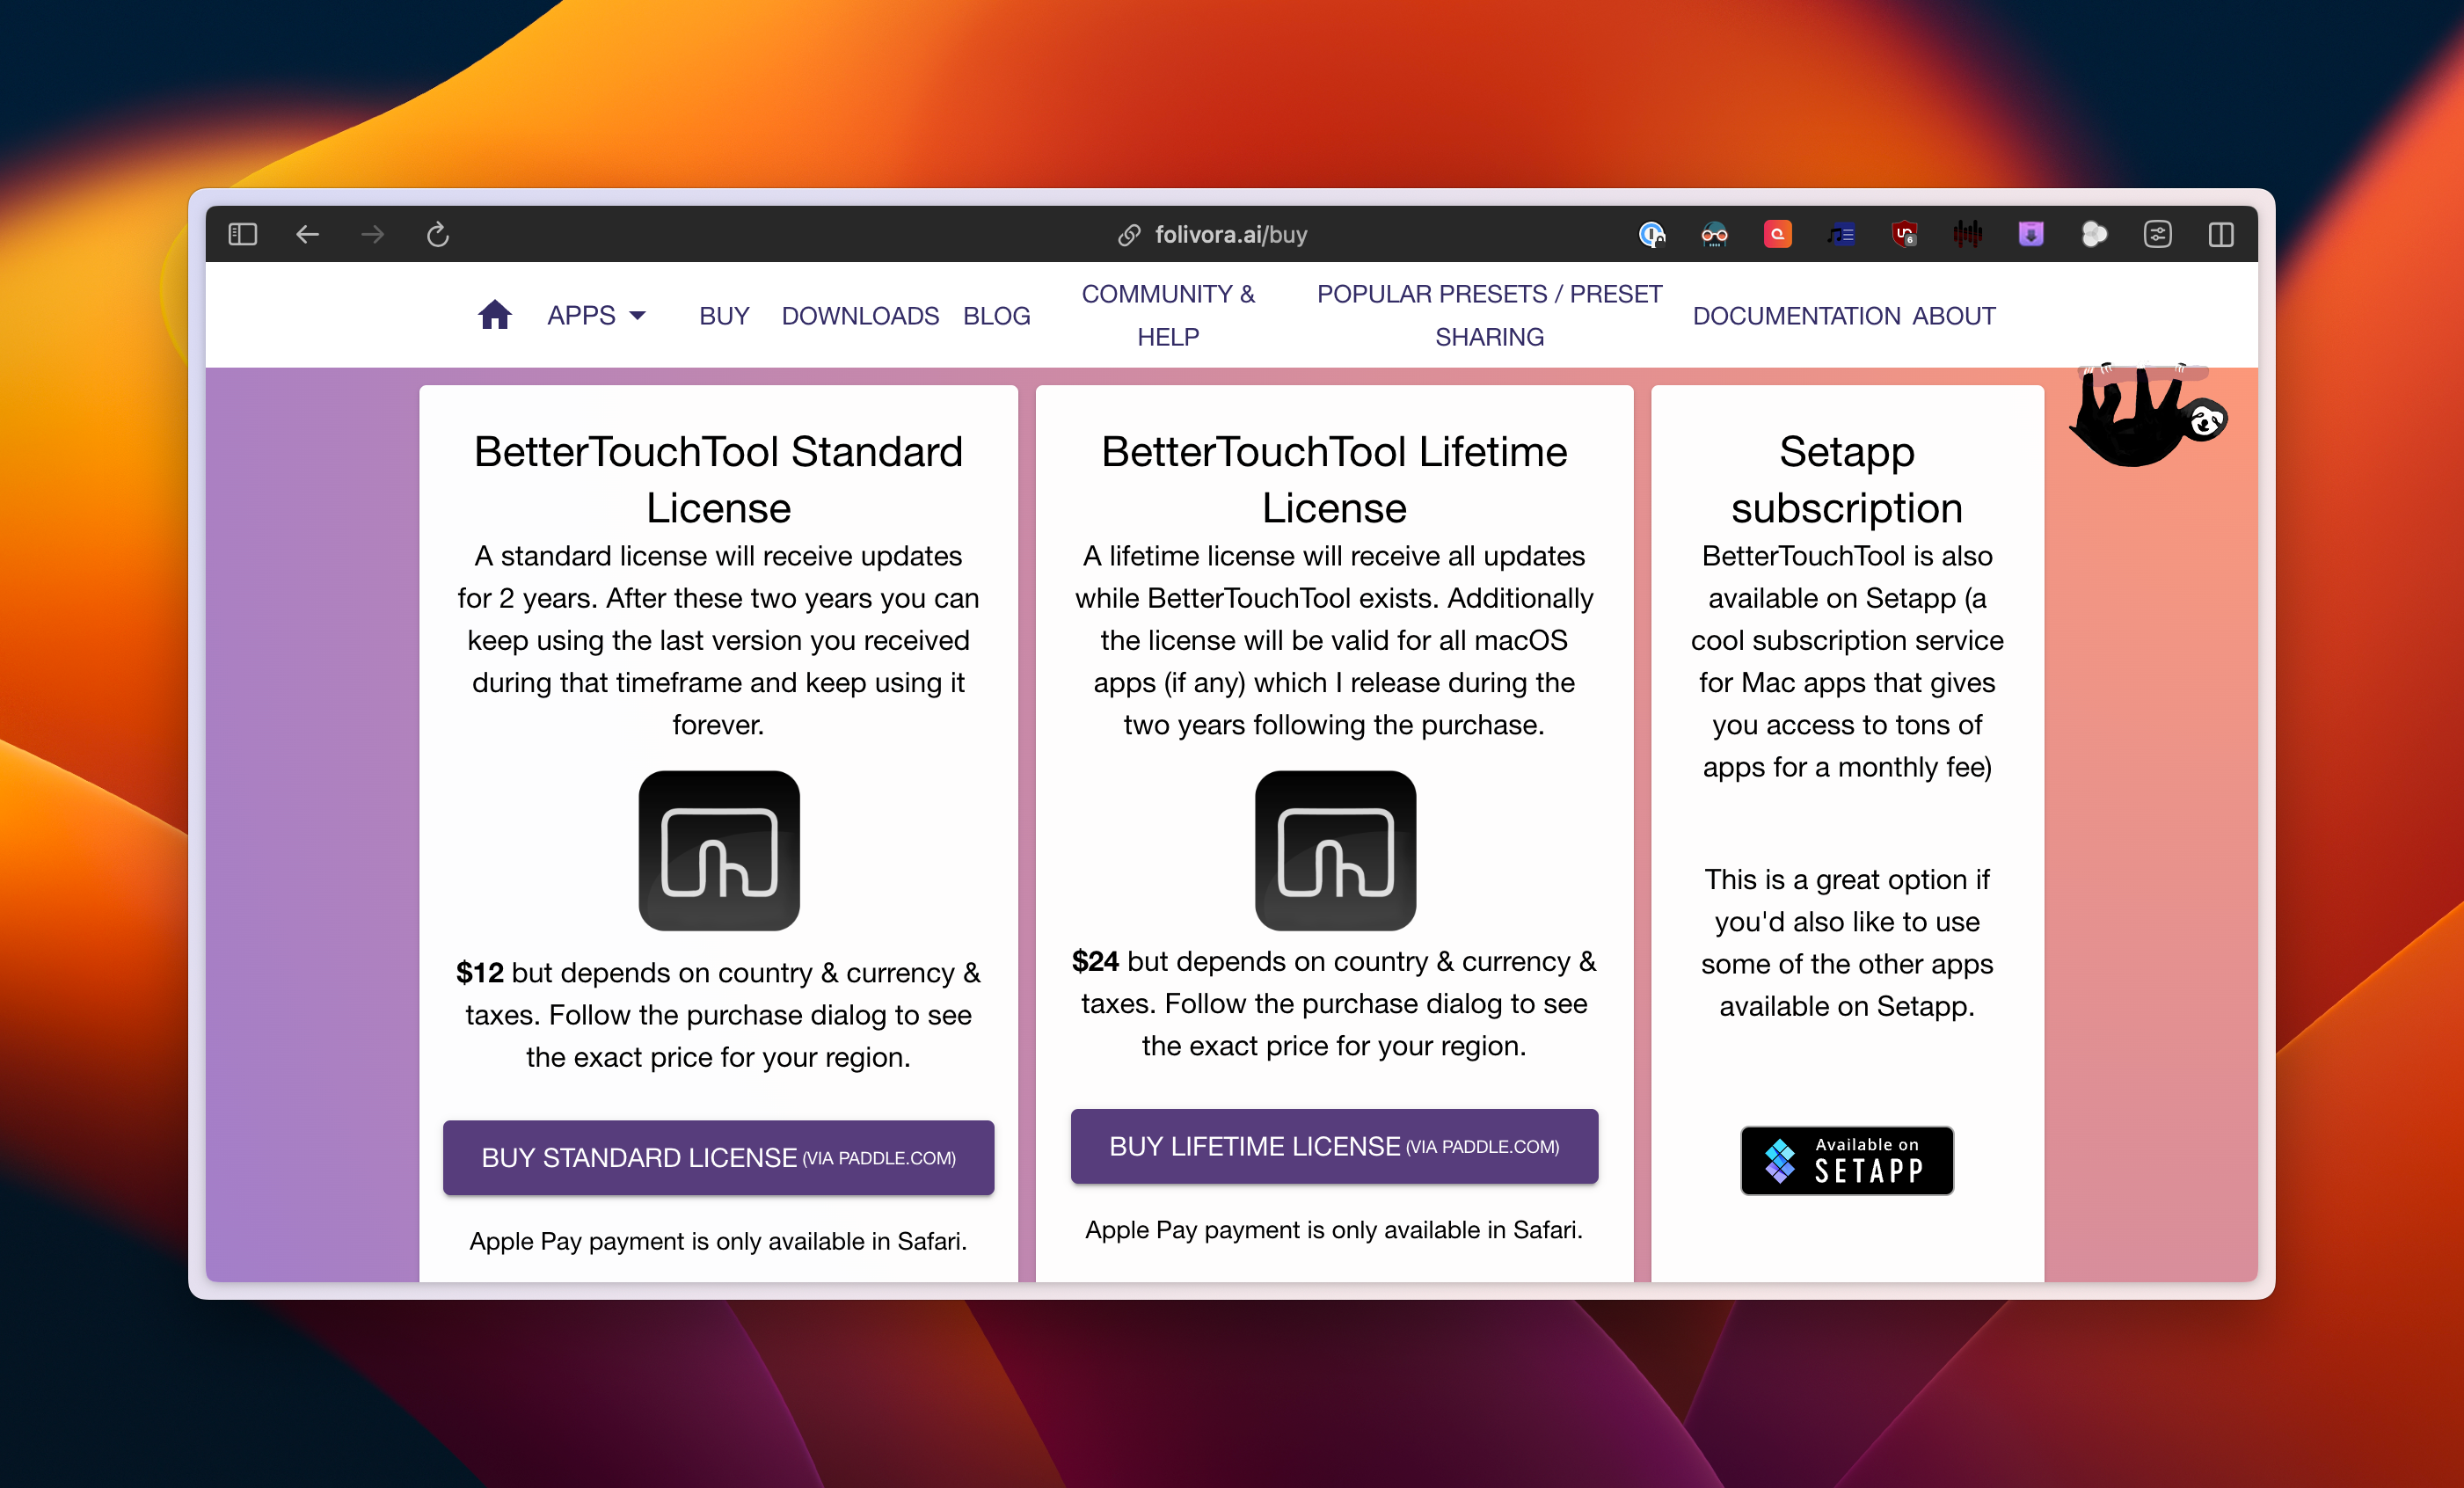 folivora.ai/buy
6
APPS
BUY
DOWNLOADS
BLOG
COMMUNITY &
HELP
POPULAR PRESETS / PRESET
SHARING
DOCUMENTATION
ABOUT
BetterTouchTool Standard
License
A standard license will receive updates
for 2 years. After these two years you can
keep using the last version you received
during that timeframe and keep using it
forever.
$12 but depends on country & currency &
taxes. Follow the purchase dialog to see
the exact price for your region.
BUY STANDARD LICENSE (VIA PADDLE.COM)
Apple Pay payment is only available in Safari.
BetterTouchTool Lifetime
License
A lifetime license will receive all updates
while BetterTouchTool exists. Additionally
the license will be valid for all macOS
apps (if any) which I release during the
two years following the purchase.
$24 but depends on country & currency &
taxes. Follow the purchase dialog to see
the exact price for your region.
BUY LIFETIME LICENSE (VIA PADDLE.COM)
Apple Pay payment is only available in Safari.
Setapp
subscription
BetterTouchTool is also
available on Setapp (a
cool subscription service
for Mac apps that gives
you access to tons of
apps for a monthly fee)
This is a great option if
you'd also like to use
some of the other apps
available on Setapp.
Available on
SETAPP